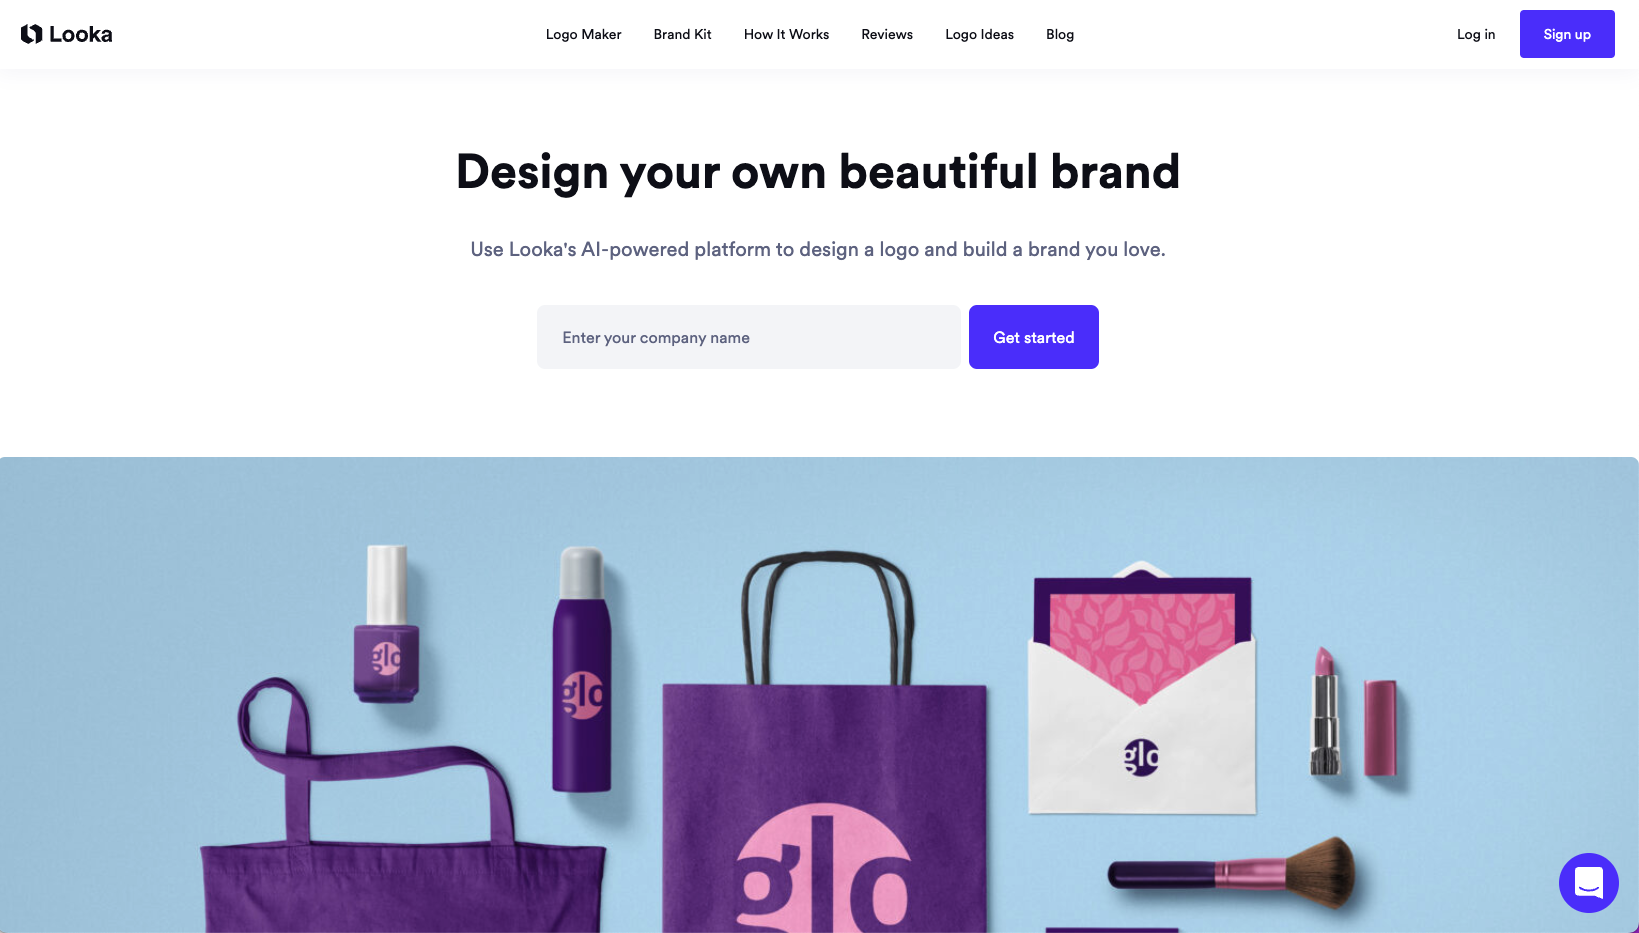 Looka
Logo Maker
Brand Kit
How It Works
Reviews
Logo Ideas
Blog
Log in
Sign up
Design your own beautiful brand
Use Looka's AI-powered platform to design a logo and build a brand you love.
Enter your company name
Get started
glo
glo
glo
glo